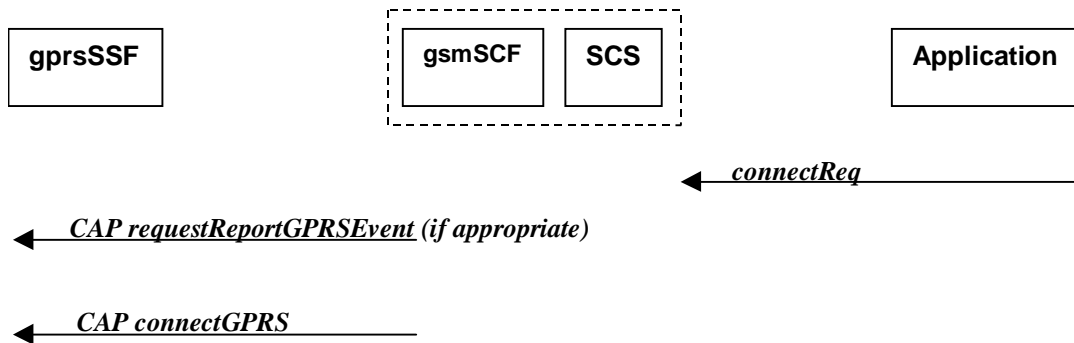 gprsSSF
gsmSCF
SCS
Application
connectReq
CAP requestReportGPRSEvent (if appropriate)
CAP connectGPRS